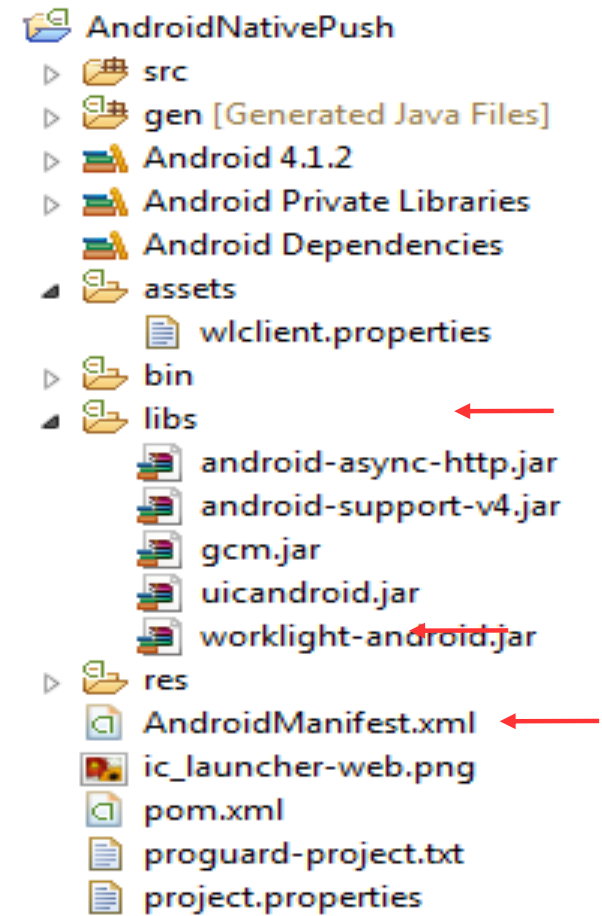 AndroidNativePush
src
gen [Generated Java Files]
Android 4.1.2
Android Private Libraries
Android Dependencies
assets
wlclient.properties
bin
libs
android-async-http.jar
android-support-v4.jar
gcm.jar
uicandroid.jar
worklight-android.jar
res
AndroidManifest.xml
ic_launcher-web.png
pom.xml
proguard-project.txt
project.properties